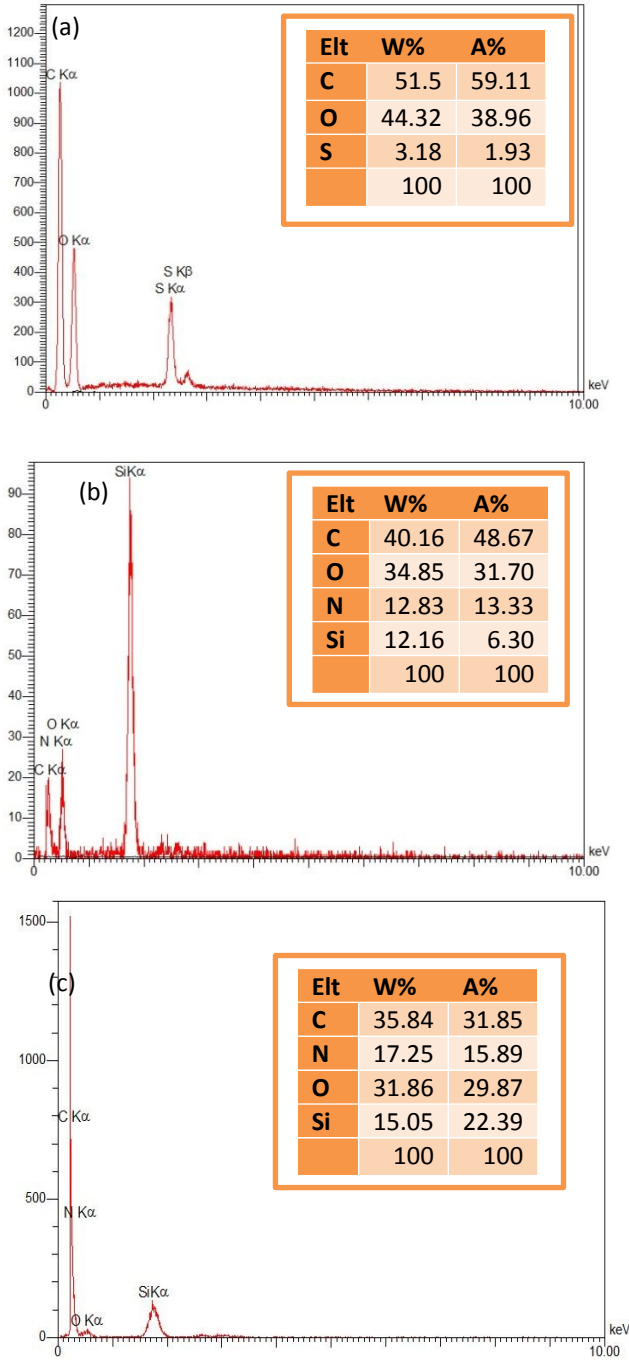 (a)
C Kα
O Kα
S Kβ
S Kα
1200
1100
1000
900
800
700
600
500
400
300
200
100
0
0
10.00
keV
Elt W% A%
C 51.5 59.11
O 44.32 38.96
S 3.18 1.93
100 100
(b)
SiKα
O Kα
N Kα
C Kα
90
80
70
60
50
40
30
20
10
0
0
10.00
keV
Elt W% A%
C 40.16 48.67
O 34.85 31.70
N 12.83 13.33
Si 12.16 6.30
100 100
(c)
C Kα
N Kα
O Kα
SiKα
1500
1000
500
0
0
10.00
keV
Elt W% A%
C 35.84 31.85
N 17.25 15.89
O 31.86 29.87
Si 15.05 22.39
100 100